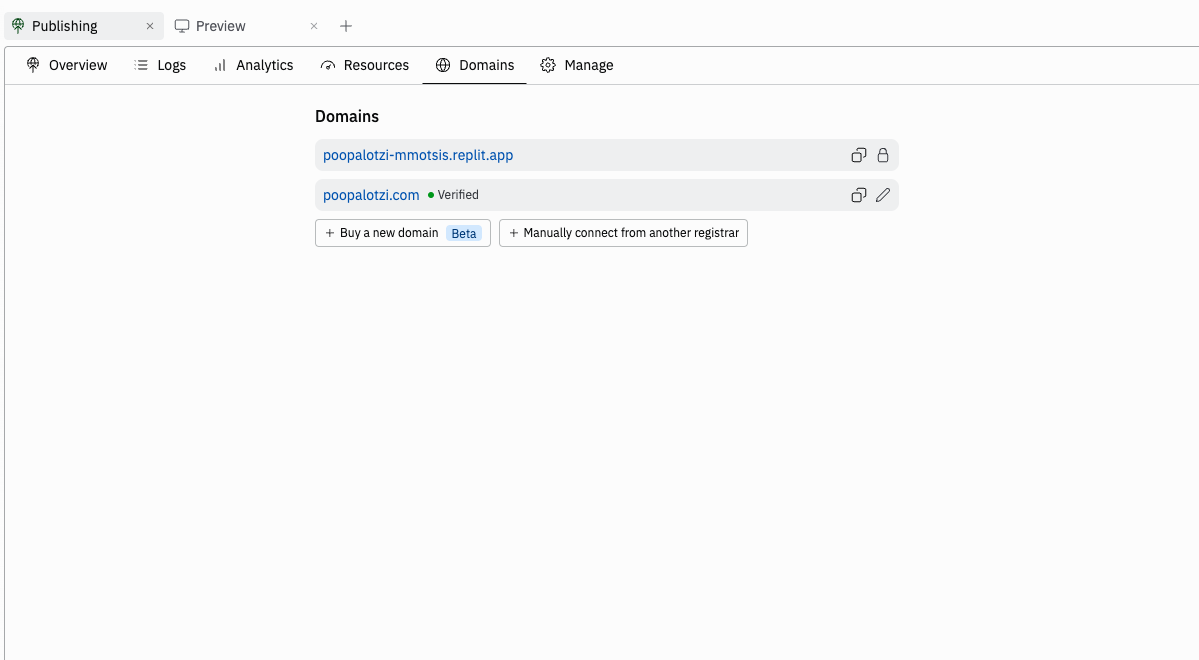 Publishing Preview
Overview Logs Analytics Resources Domains Manage
Domains
poopalotzi-mmotsis.replit.app
poopalotzi.com Verified
Buy a new domain Beta Manually connect from another registrar